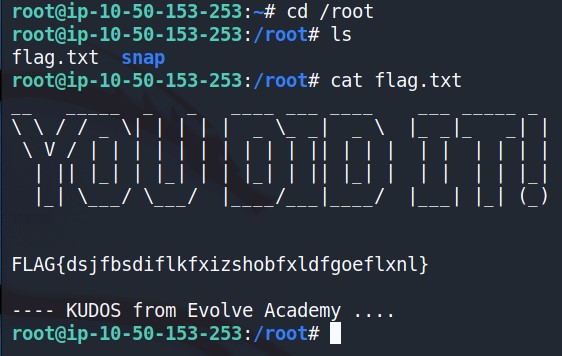 root@ip-10-50-153-253:~# cd /root
root@ip-10-50-153-253:/root# ls
flag.txt  snap
root@ip-10-50-153-253:/root# cat flag.txt
YOU DID IT!
FLAG{dsjfbsdiflkfxizshobfxldfgoeflxnl}
---- KUDOS from Evolve Academy ....
root@ip-10-50-153-253:/root#